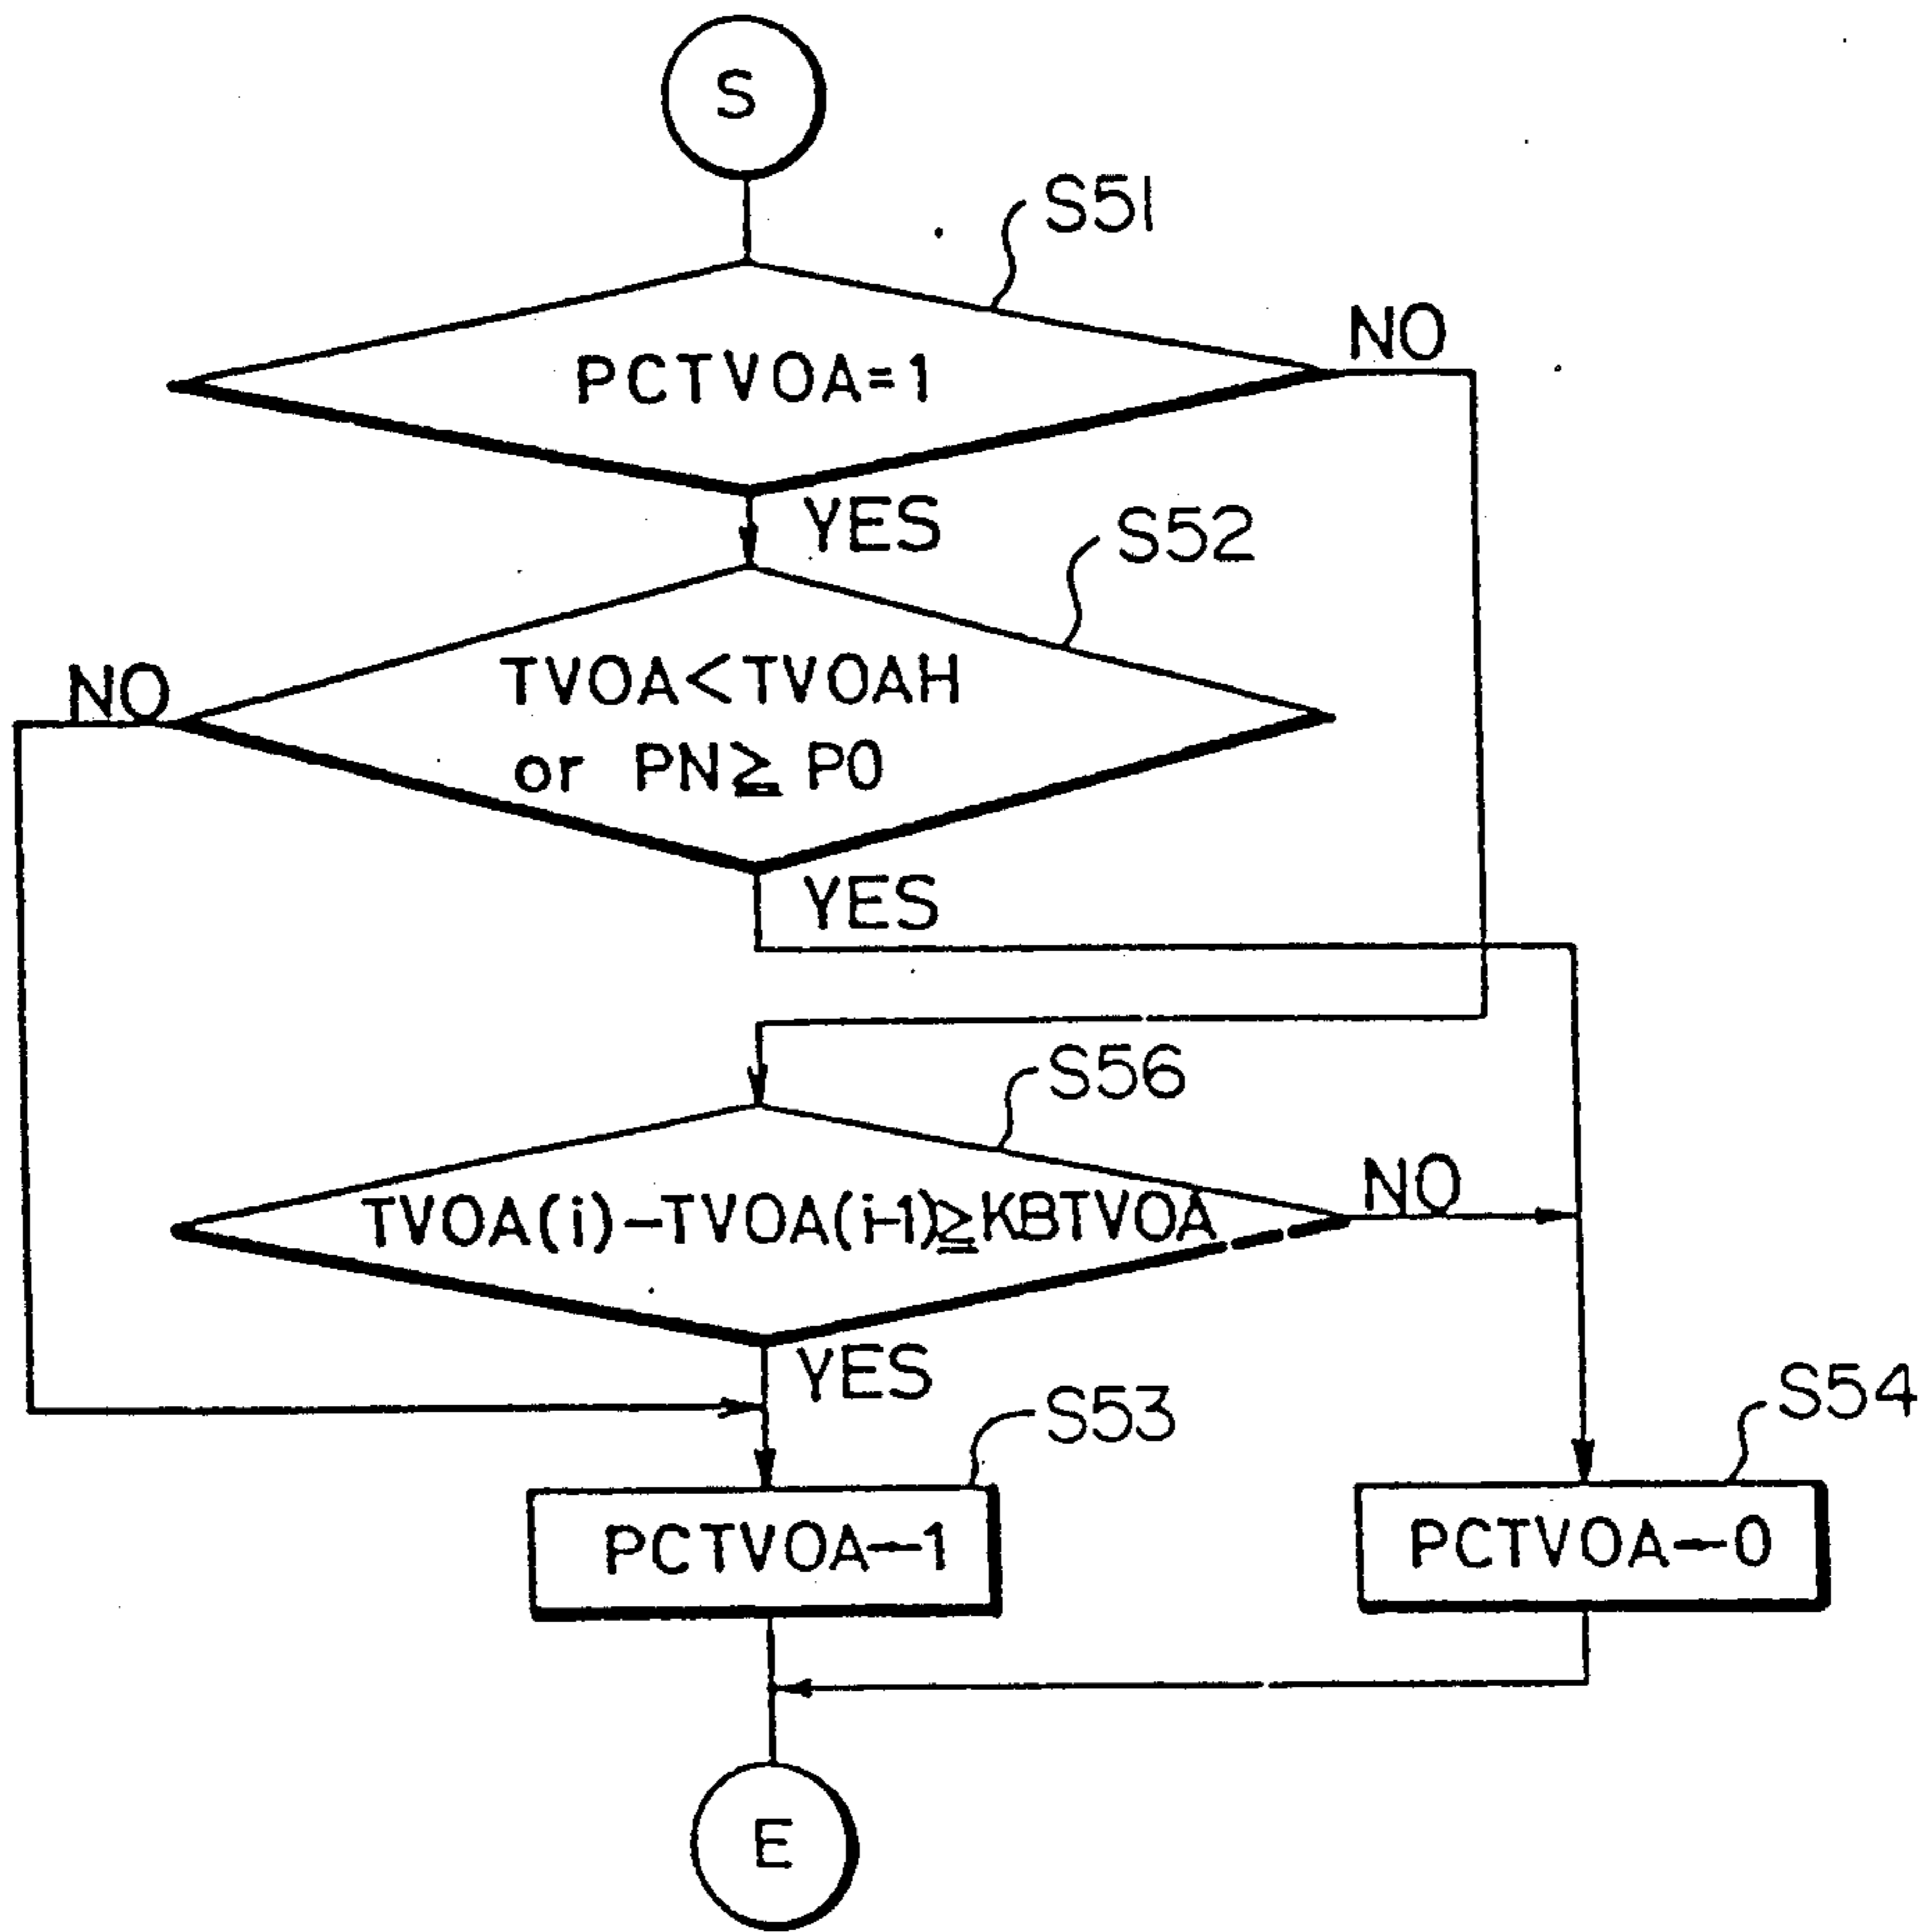 S
S51
PCTVOA=1
NO
YES
S52
TVOA<TVOAH
or PN≧PO
NO
YES
S56
TVOA(i)-TVOA(i-1)≧KBTVOA
NO
YES
S53
S54
PCTVOA←1
PCTVOA←0
E